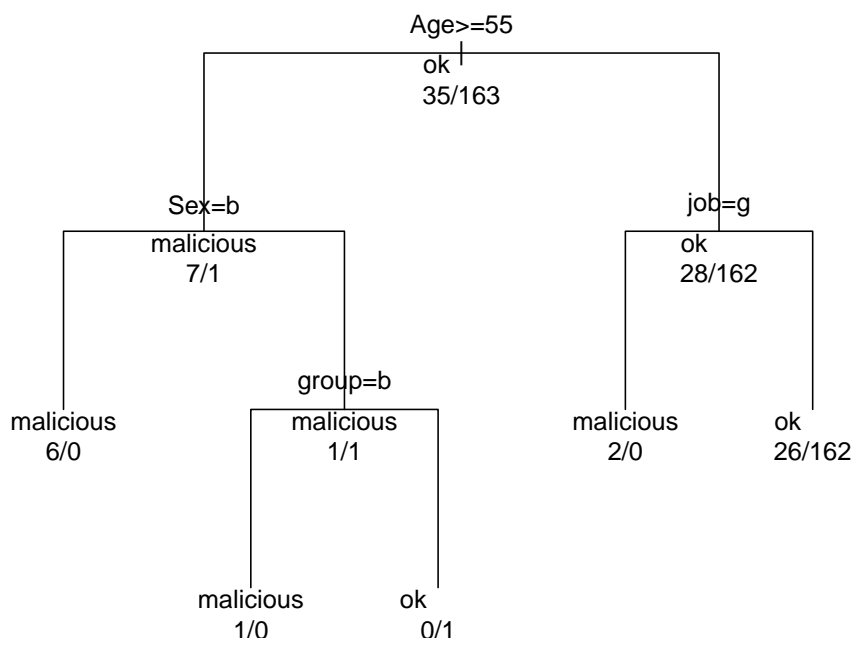 Age>=55
ok
35/163
Sex=b
malicious
7/1
job=g
ok
28/162
malicious
6/0
group=b
malicious
1/1
malicious
2/0
ok
26/162
malicious
1/0
ok
0/1